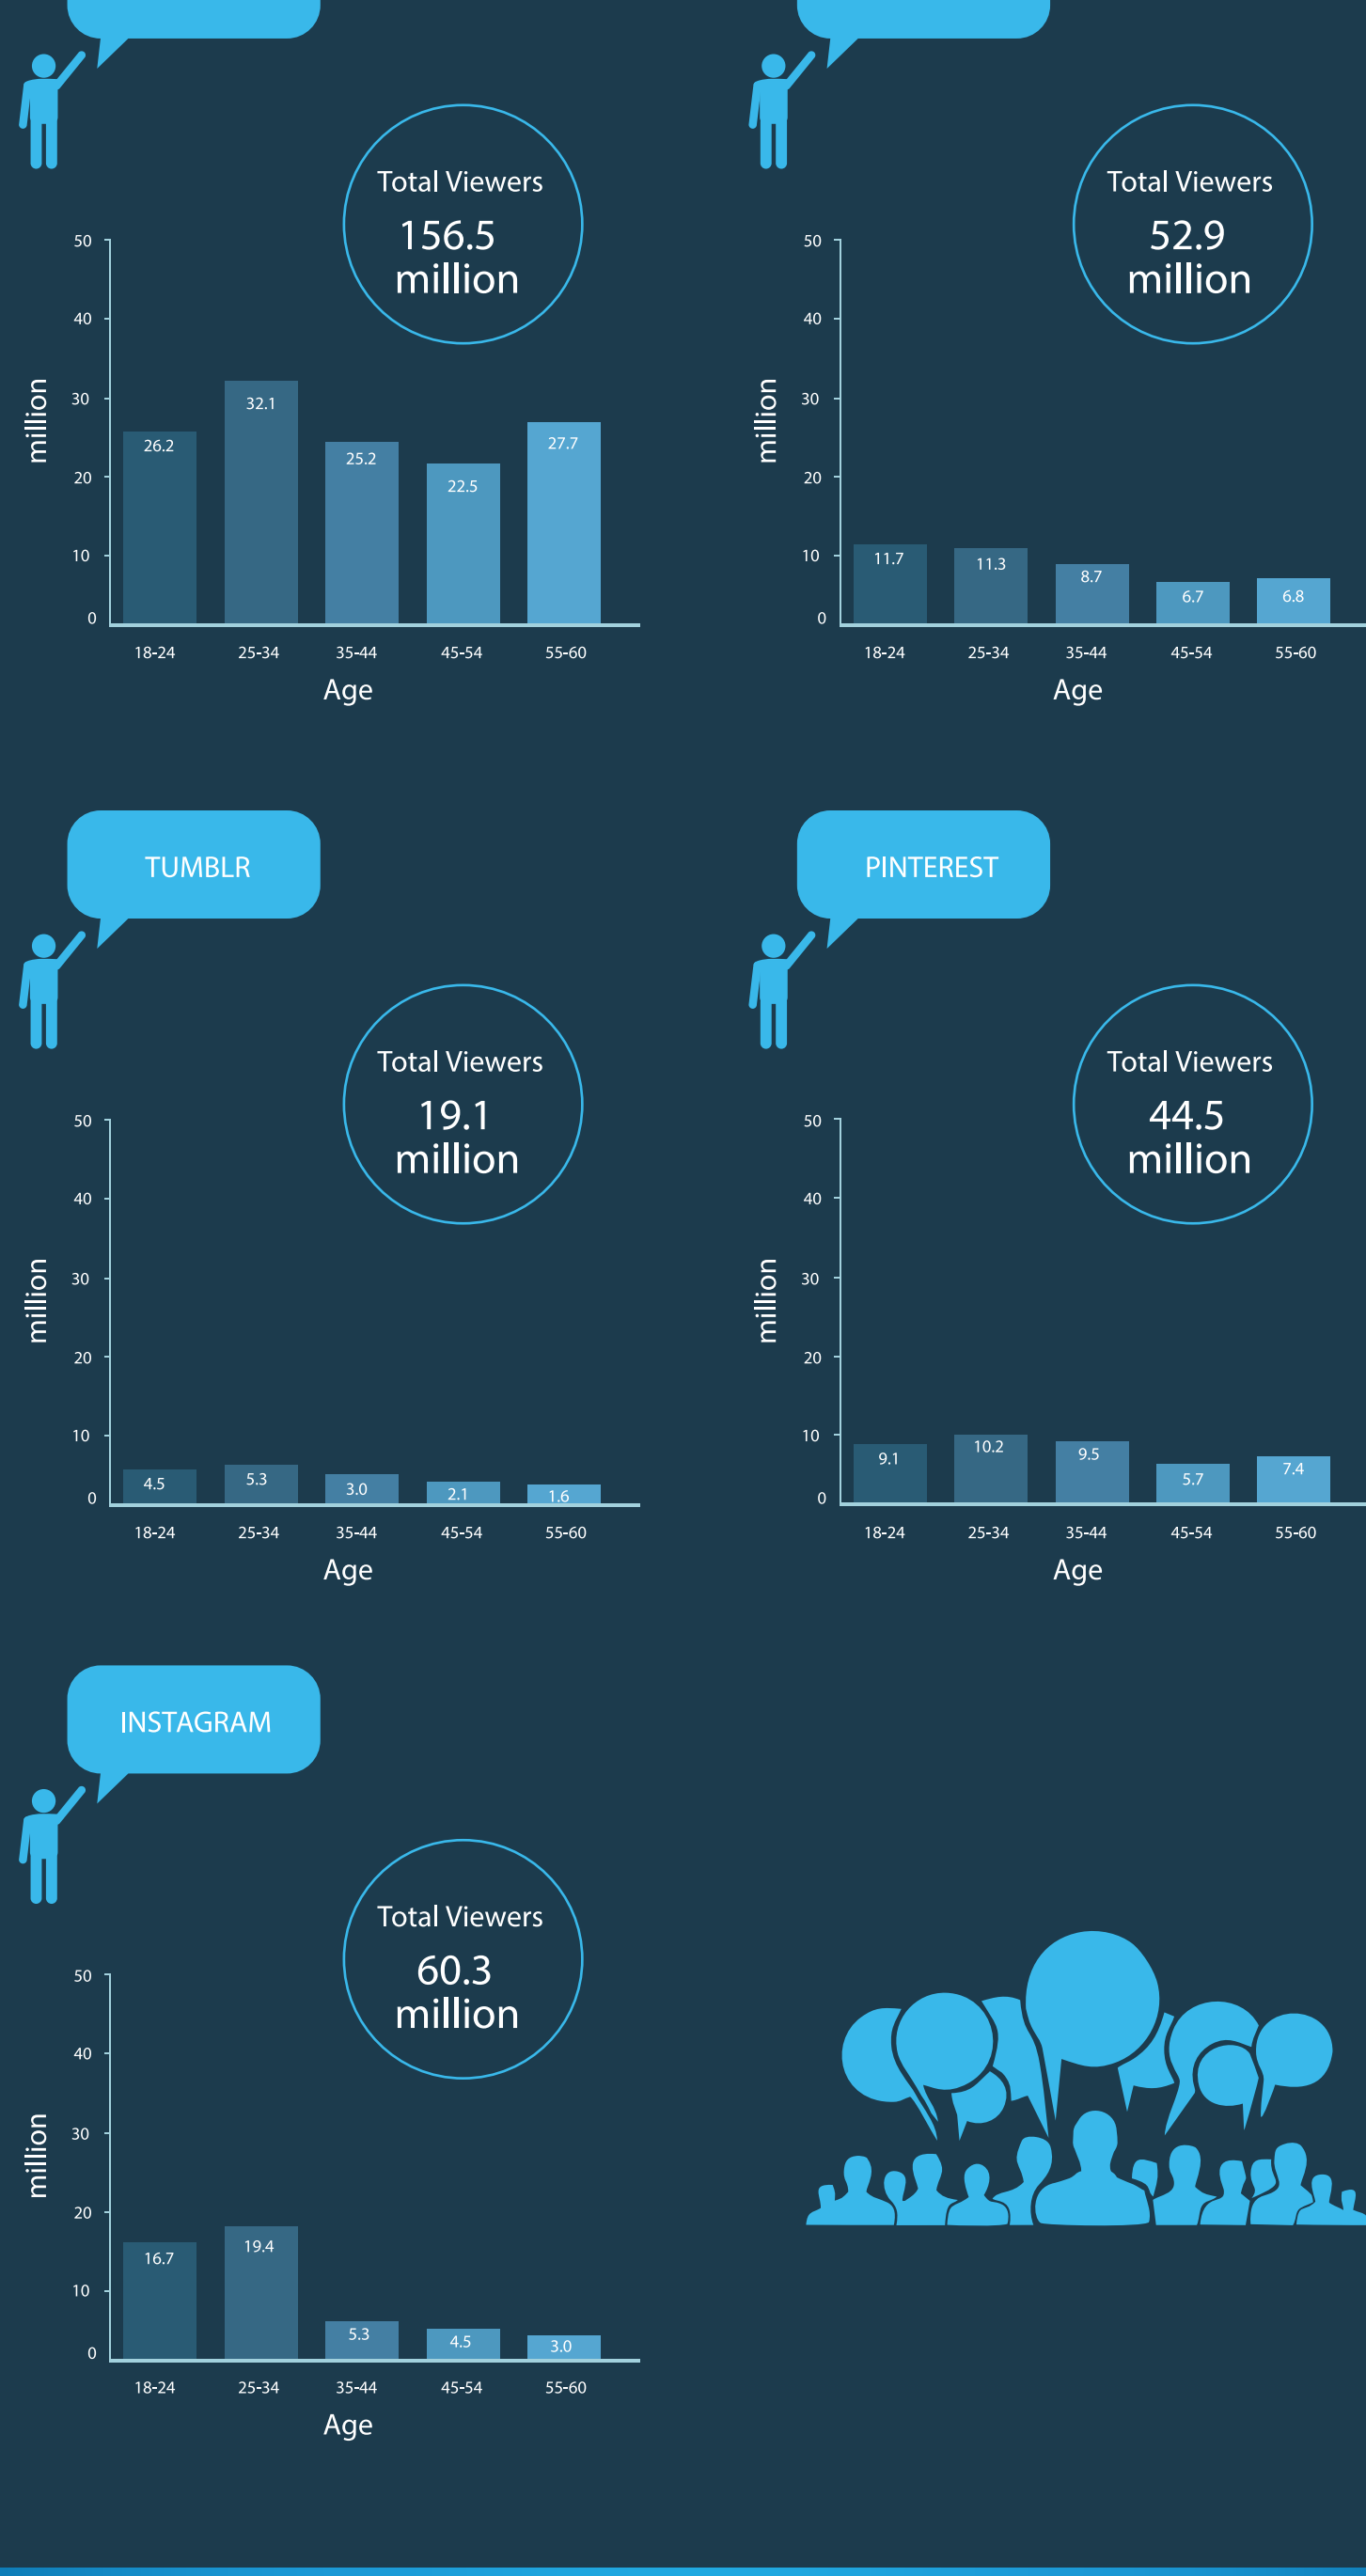 Total Viewers
156.5
million
50
40
30
20
10
0
million
26.2
32.1
25.2
22.5
27.7
18-24 25-34 35-44 45-54 55-60
Age
Total Viewers
52.9
million
50
40
30
20
10
0
million
11.7
11.3
8.7
6.7
6.8
18-24 25-34 35-44 45-54 55-60
Age
TUMBLR
Total Viewers
19.1
million
50
40
30
20
10
0
million
4.5
5.3
3.0
2.1
1.6
18-24 25-34 35-44 45-54 55-60
Age
PINTEREST
Total Viewers
44.5
million
50
40
30
20
10
0
million
9.1
10.2
9.5
5.7
7.4
18-24 25-34 35-44 45-54 55-60
Age
INSTAGRAM
Total Viewers
60.3
million
50
40
30
20
10
0
million
16.7
19.4
5.3
4.5
3.0
18-24 25-34 35-44 45-54 55-60
Age